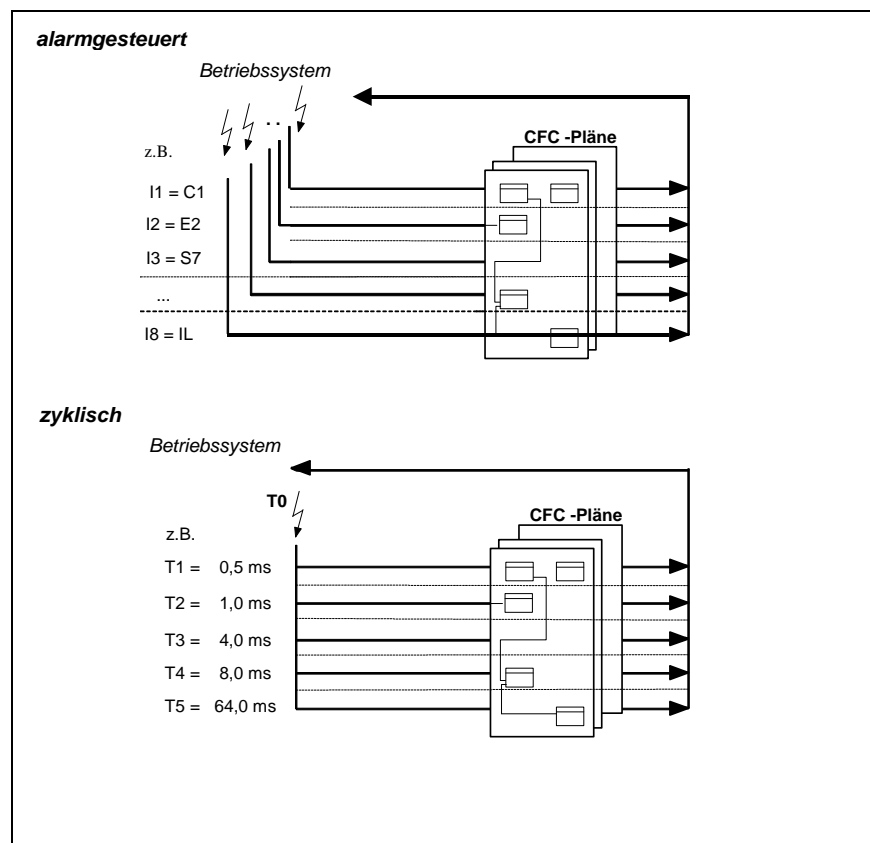 alarmgesteuert
Betriebssystem
. .
CFC -Pläne
z.B.
I1 = C1
I2 = E2
I3 = S7
...
I8 = IL
zyklisch
Betriebssystem
T0
CFC -Pläne
z.B.
T1 = 0,5 ms
T2 = 1,0 ms
T3 = 4,0 ms
T4 = 8,0 ms
T5 = 64,0 ms